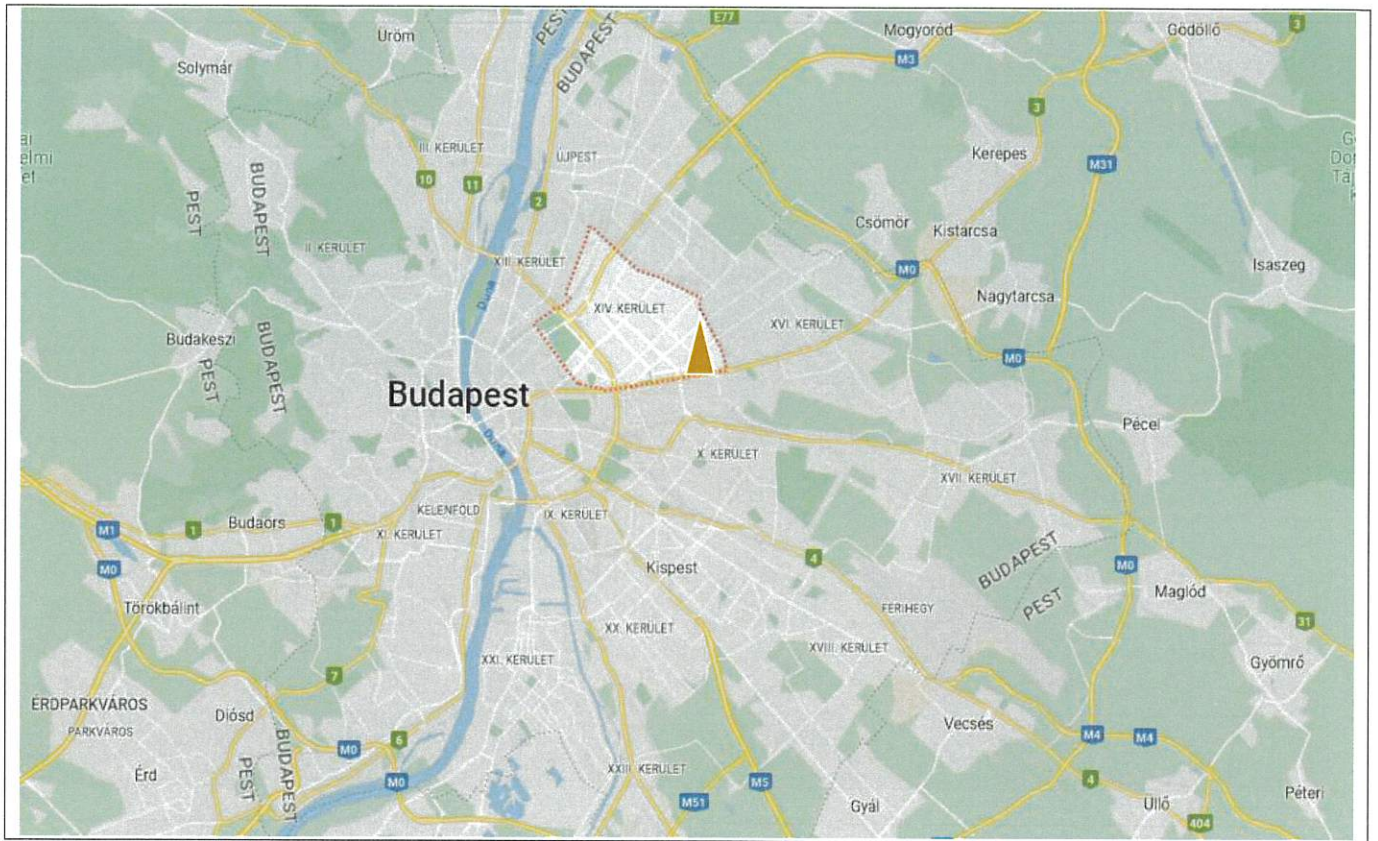 E77
Mogyoród
Gödöllő
3
Üröm
PEST
BUDAPEST
Solymár
M3
3
III. KERÜLET
ÚJPEST
Kerepes
M31
10
11
2
PEST
BUDAPEST
Csömör
Kistarcsa
II. KERÜLET
XIII. KERÜLET
M0
Isaszeg
Duna
XIV. KERÜLET
Nagytarcsa
XVI. KERÜLET
Budakeszi
BUDAPEST
PEST
M0
Budapest
Pécel
Duna
X. KERÜLET
XVII. KERÜLET
KELENFÖLD
IX. KERÜLET
M1
1
Budaörs
1
XI. KERÜLET
BUDAPEST
4
M0
Kispest
M0
PEST
Maglód
Törökbálint
FERIHEGY
31
XX. KERÜLET
XVIII. KERÜLET
XXI. KERÜLET
Gyömrő
7
ÉRDPARKVÁROS
Diósd
Vecsés
PARKVÁROS
BUDAPEST
PEST
6
M0
M4
M4
Érd
XXIII. KERÜLET
M0
M5
4
M51
Gyál
Üllő
Péteri
404